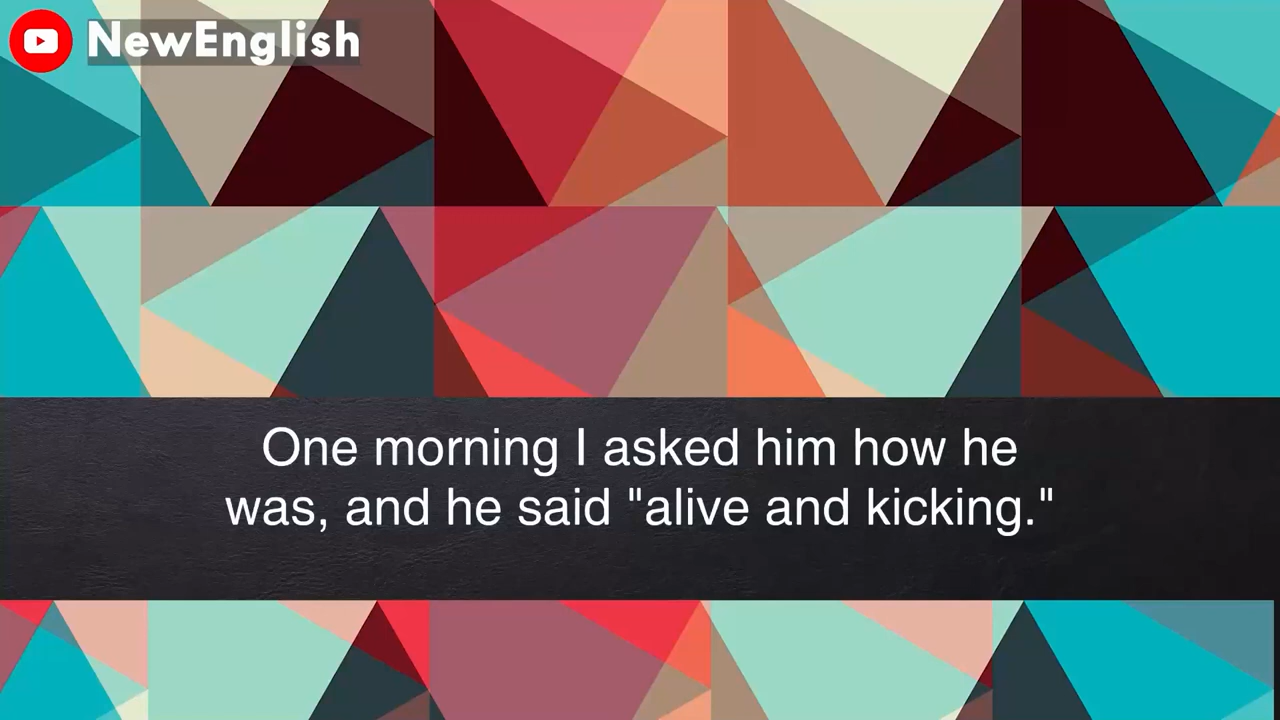 NewEnglish
One morning I asked him how he
was, and he said "alive and kicking."